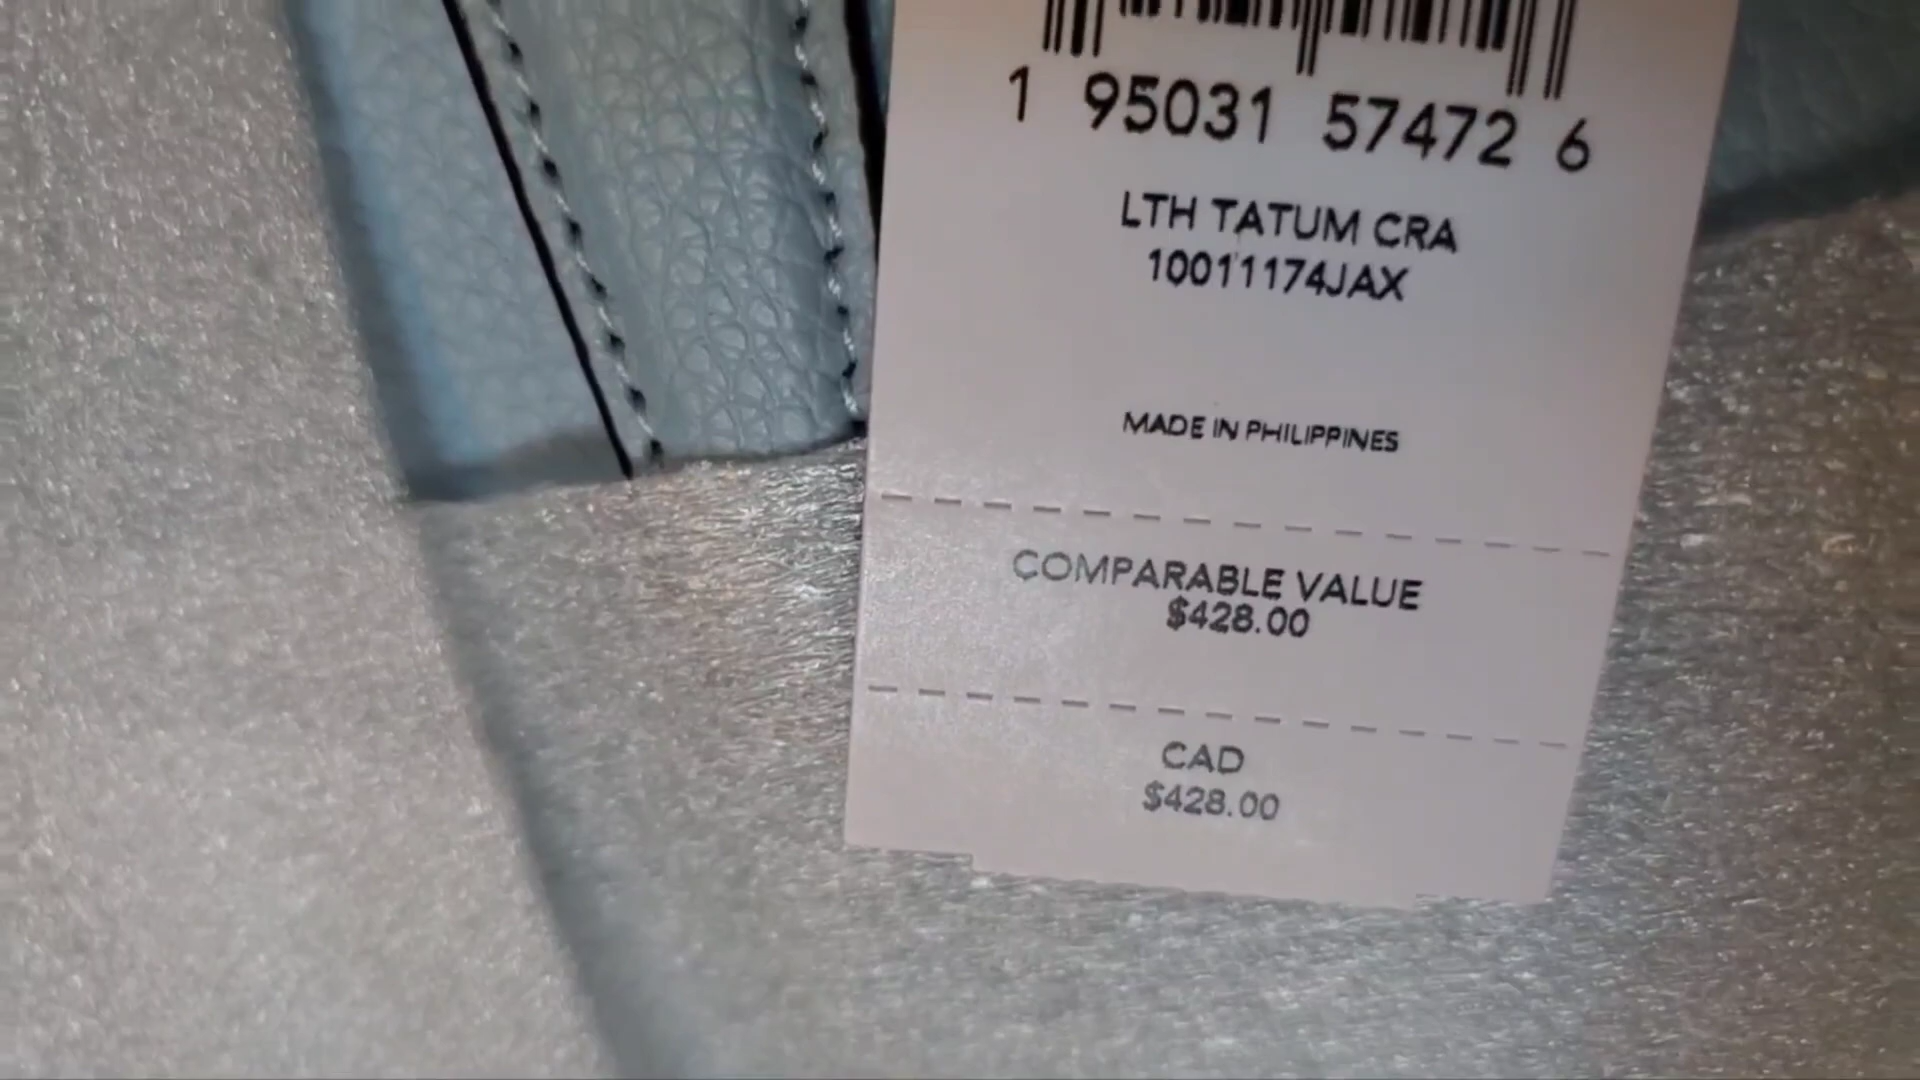 1 95031 57472 6
LTH TATUM CRA
10011174JAX
MADE IN PHILIPPINES
COMPARABLE VALUE
$428.00
CAD
$428.00